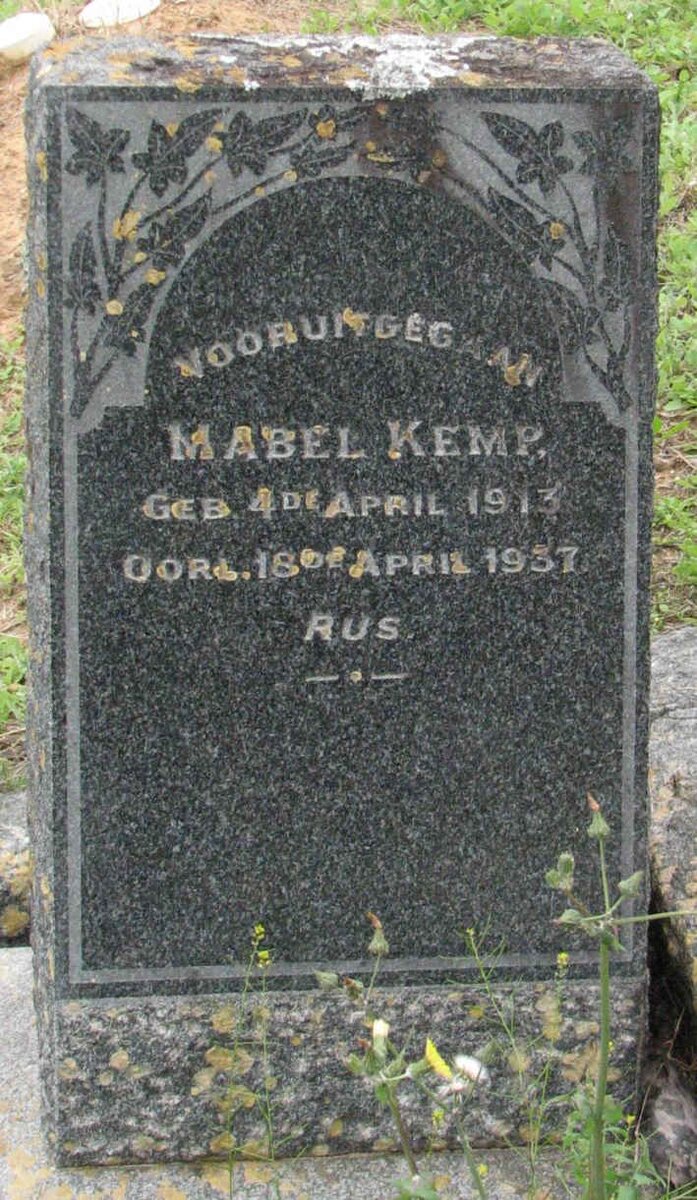 VOORUITGEGAAN
MABEL KEMP.
GEB. 4DE APRIL 1913
OORL. 18DE APRIL 1937
RUS.